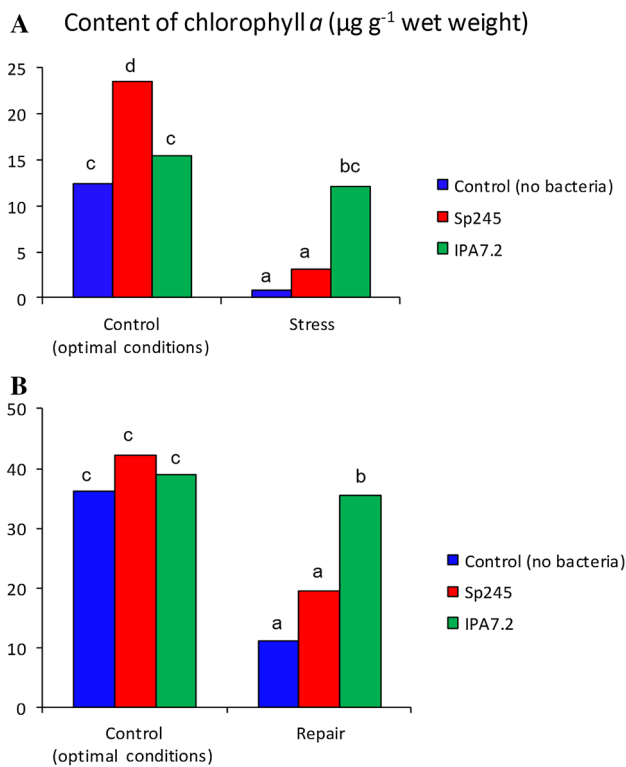 A Content of chlorophyll a (µg g-1 wet weight)
25
20
15
10
5
0
c
d
c
a
a
bc
Control
(optimal conditions)
Stress
Control (no bacteria)
Sp245
IPA7.2
B
50
40
30
20
10
0
c
c
c
a
a
b
Control
(optimal conditions)
Repair
Control (no bacteria)
Sp245
IPA7.2